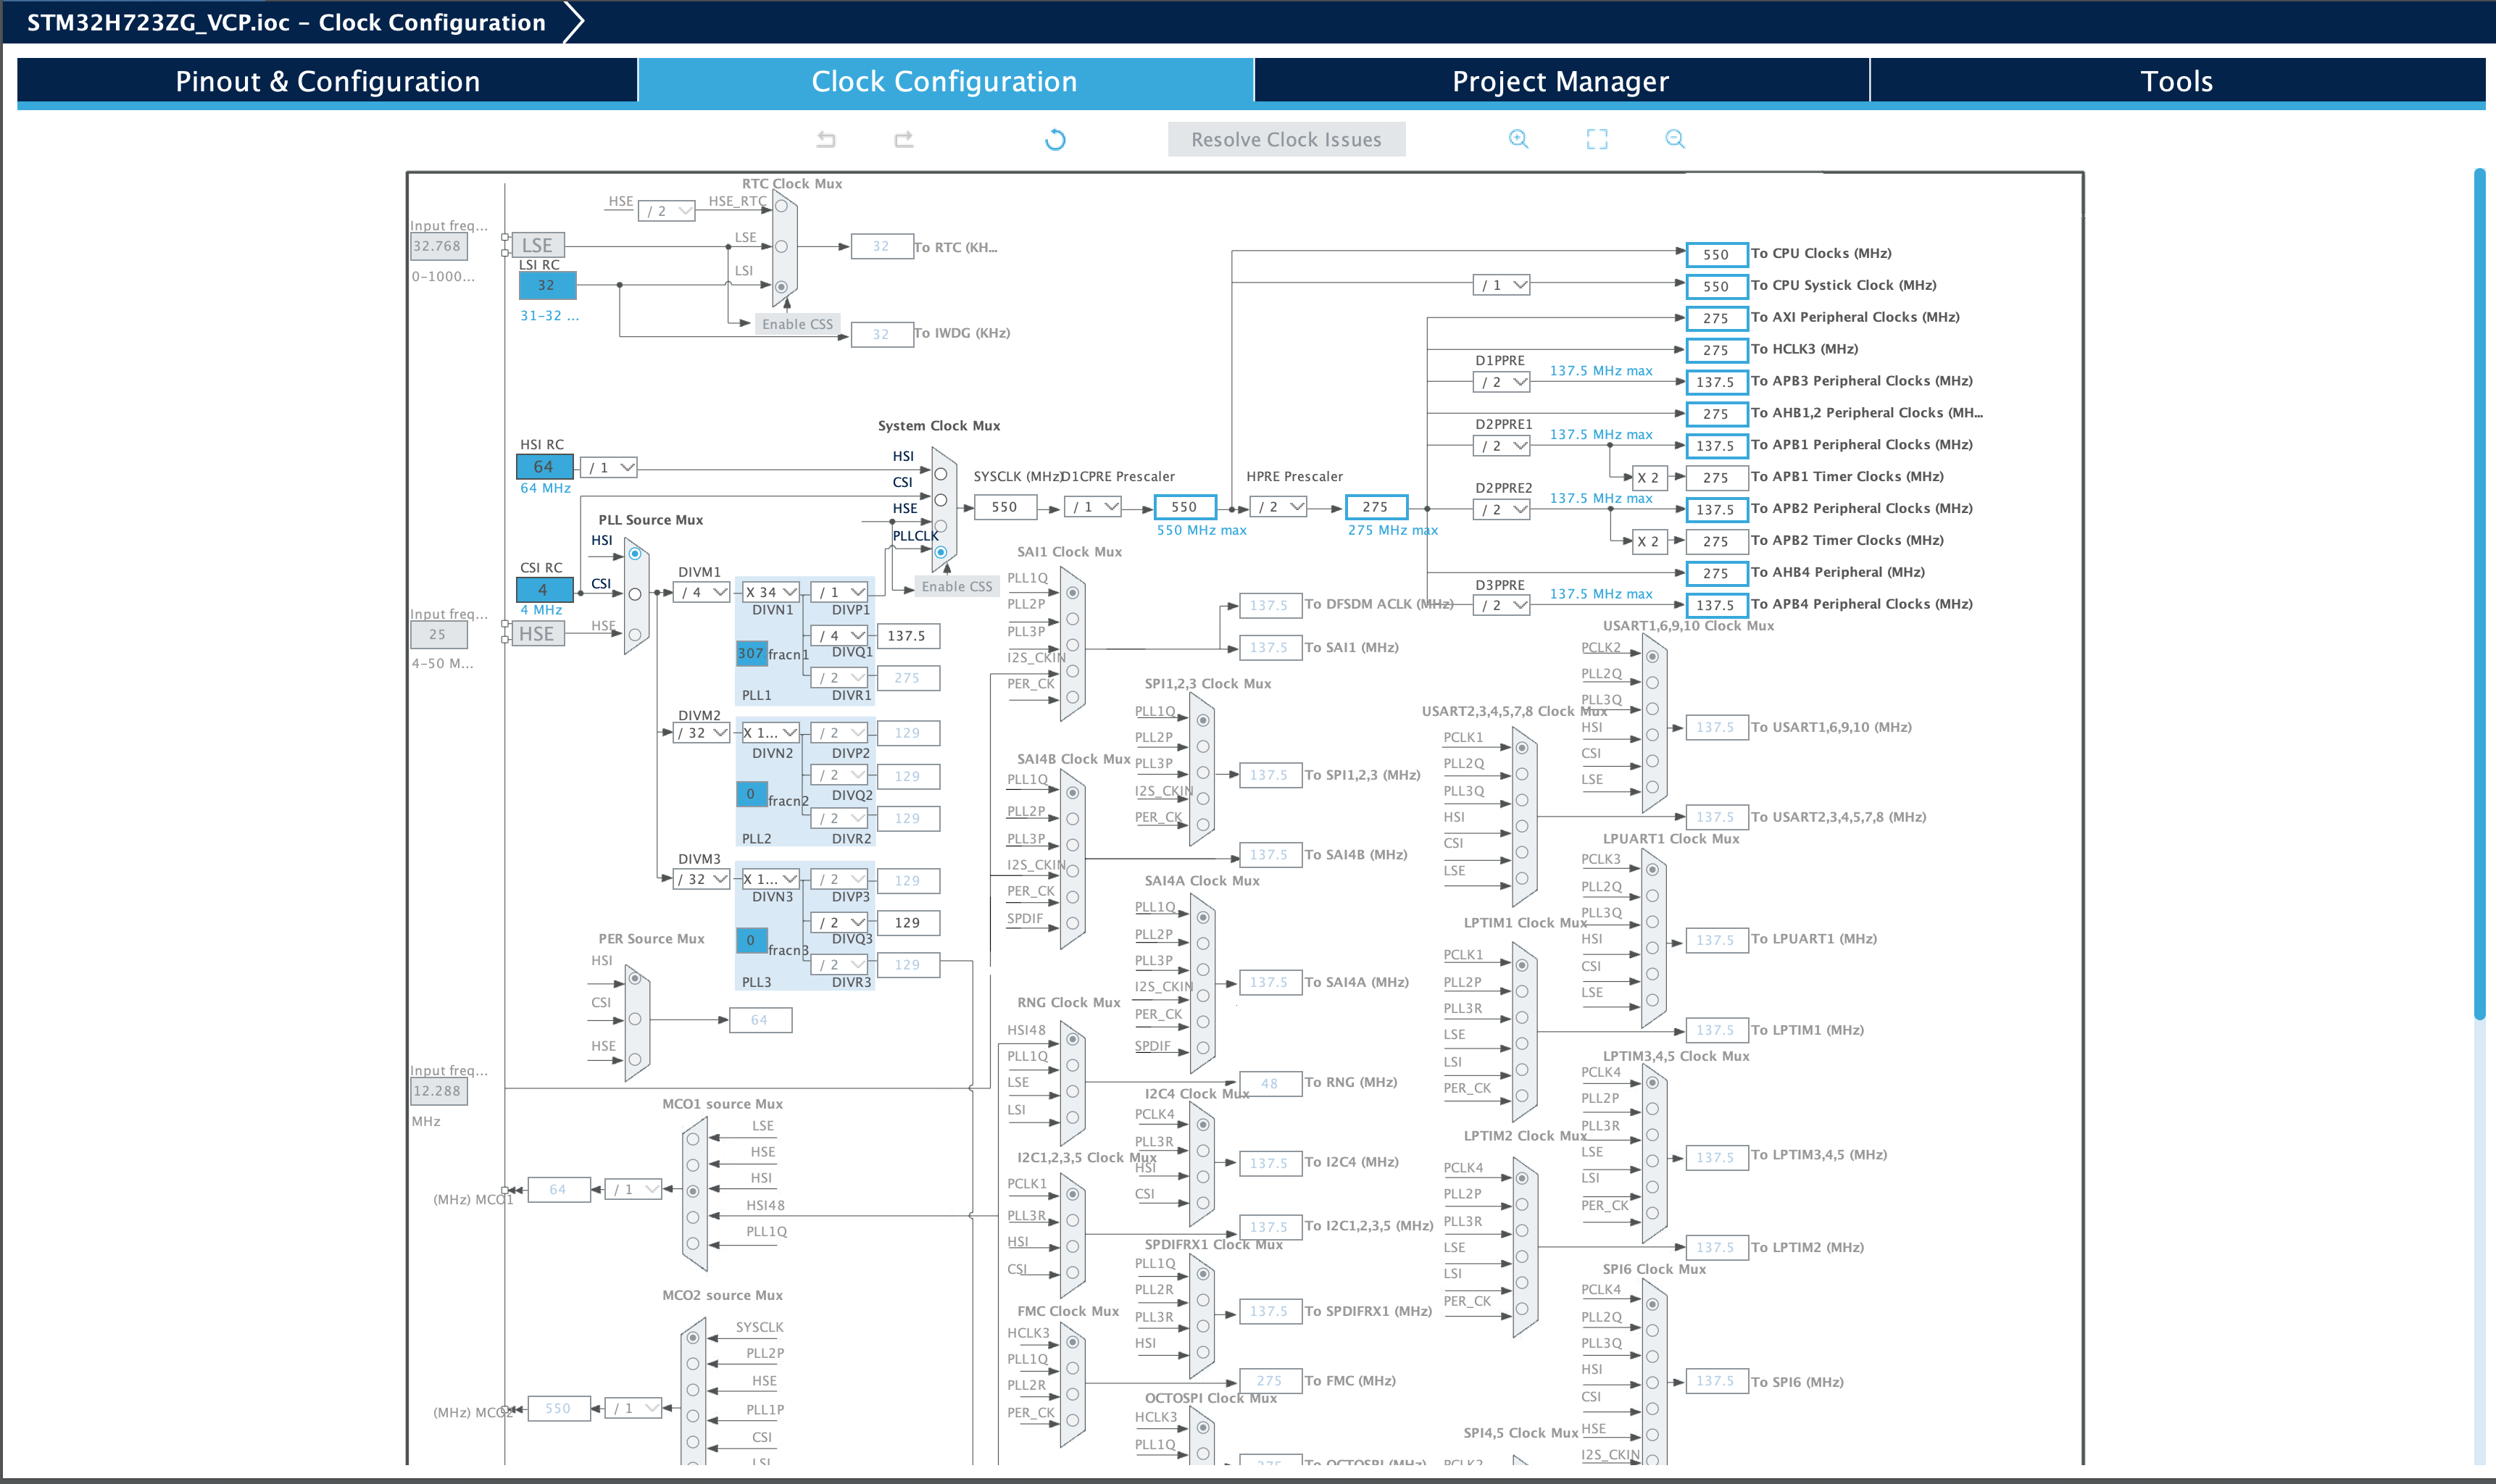 STM32H723ZG_VCP.ioc – Clock Configuration
Pinout & Configuration
Clock Configuration
Project Manager
Tools
Resolve Clock Issues
RTC Clock Mux
HSE
/ 2
HSE_RTC
Input freq...
32.768
0-1000...
LSE
LSE
LSI RC
32
31-32 ...
LSI
32
To RTC (KH...
Enable CSS
32
To IWDG (KHz)
550
To CPU Clocks (MHz)
/ 1
550
To CPU Systick Clock (MHz)
275
To AXI Peripheral Clocks (MHz)
275
To HCLK3 (MHz)
D1PPRE
/ 2
137.5 MHz max
137.5
To APB3 Peripheral Clocks (MHz)
275
To AHB1,2 Peripheral Clocks (MH...
D2PPRE1
/ 2
137.5 MHz max
137.5
To APB1 Peripheral Clocks (MHz)
X 2
275
To APB1 Timer Clocks (MHz)
D2PPRE2
/ 2
137.5 MHz max
137.5
To APB2 Peripheral Clocks (MHz)
X 2
275
To APB2 Timer Clocks (MHz)
275
To AHB4 Peripheral (MHz)
D3PPRE
/ 2
137.5 MHz max
137.5
To APB4 Peripheral Clocks (MHz)
System Clock Mux
HSI
CSI
HSE
PLLCLK
Enable CSS
SYSCLK (MHz)
550
D1CPRE Prescaler
/ 1
550
550 MHz max
HPRE Prescaler
/ 2
275
275 MHz max
HSI RC
64
/ 1
64 MHz
PLL Source Mux
HSI
CSI RC
4
4 MHz
CSI
Input freq...
25
4-50 M...
HSE
HSE
DIVM1
/ 4
X 34
DIVN1
/ 1
DIVP1
307
fracn1
/ 4
DIVQ1
137.5
/ 2
DIVR1
275
PLL1
DIVM2
/ 32
X 1...
DIVN2
/ 2
DIVP2
129
0
fracn2
/ 2
DIVQ2
129
/ 2
DIVR2
129
PLL2
DIVM3
/ 32
X 1...
DIVN3
/ 2
DIVP3
129
0
fracn3
/ 2
DIVQ3
129
/ 2
DIVR3
129
PLL3
PER Source Mux
HSI
CSI
HSE
64
Input freq...
12.288
MHz
MCO1 source Mux
LSE
HSE
HSI
HSI48
PLL1Q
(MHz) MCO1
64
/ 1
MCO2 source Mux
SYSCLK
PLL2P
HSE
PLL1P
CSI
LSI
(MHz) MCO2
550
/ 1
SAI1 Clock Mux
PLL1Q
PLL2P
PLL3P
I2S_CKIN
PER_CK
137.5
To DFSDM ACLK (MHz)
137.5
To SAI1 (MHz)
SPI1,2,3 Clock Mux
PLL1Q
PLL2P
PLL3P
I2S_CKIN
PER_CK
137.5
To SPI1,2,3 (MHz)
SAI4B Clock Mux
PLL1Q
PLL2P
PLL3P
I2S_CKIN
PER_CK
SPDIF
137.5
To SAI4B (MHz)
SAI4A Clock Mux
PLL1Q
PLL2P
PLL3P
I2S_CKIN
PER_CK
SPDIF
137.5
To SAI4A (MHz)
RNG Clock Mux
HSI48
PLL1Q
LSE
LSI
48
To RNG (MHz)
I2C4 Clock Mux
PCLK4
PLL3R
HSI
CSI
137.5
To I2C4 (MHz)
I2C1,2,3,5 Clock Mux
PCLK1
PLL3R
HSI
CSI
137.5
To I2C1,2,3,5 (MHz)
SPDIFRX1 Clock Mux
PLL1Q
PLL2R
PLL3R
HSI
137.5
To SPDIFRX1 (MHz)
FMC Clock Mux
HCLK3
PLL1Q
PLL2R
PER_CK
275
To FMC (MHz)
OCTOSPI Clock Mux
HCLK3
PLL1Q
275
To OCTOSPI (MHz)
USART1,6,9,10 Clock Mux
PCLK2
PLL2Q
PLL3Q
HSI
CSI
LSE
137.5
To USART1,6,9,10 (MHz)
USART2,3,4,5,7,8 Clock Mux
PCLK1
PLL2Q
PLL3Q
HSI
CSI
LSE
137.5
To USART2,3,4,5,7,8 (MHz)
LPUART1 Clock Mux
PCLK3
PLL2Q
PLL3Q
HSI
CSI
LSE
137.5
To LPUART1 (MHz)
LPTIM1 Clock Mux
PCLK1
PLL2P
PLL3R
LSE
LSI
PER_CK
137.5
To LPTIM1 (MHz)
LPTIM3,4,5 Clock Mux
PCLK4
PLL2P
PLL3R
LSE
LSI
PER_CK
137.5
To LPTIM3,4,5 (MHz)
LPTIM2 Clock Mux
PCLK4
PLL2P
PLL3R
LSE
LSI
PER_CK
137.5
To LPTIM2 (MHz)
SPI6 Clock Mux
PCLK4
PLL2Q
PLL3Q
HSI
CSI
HSE
I2S_CKIN
137.5
To SPI6 (MHz)
SPI4,5 Clock Mux
PCLK2